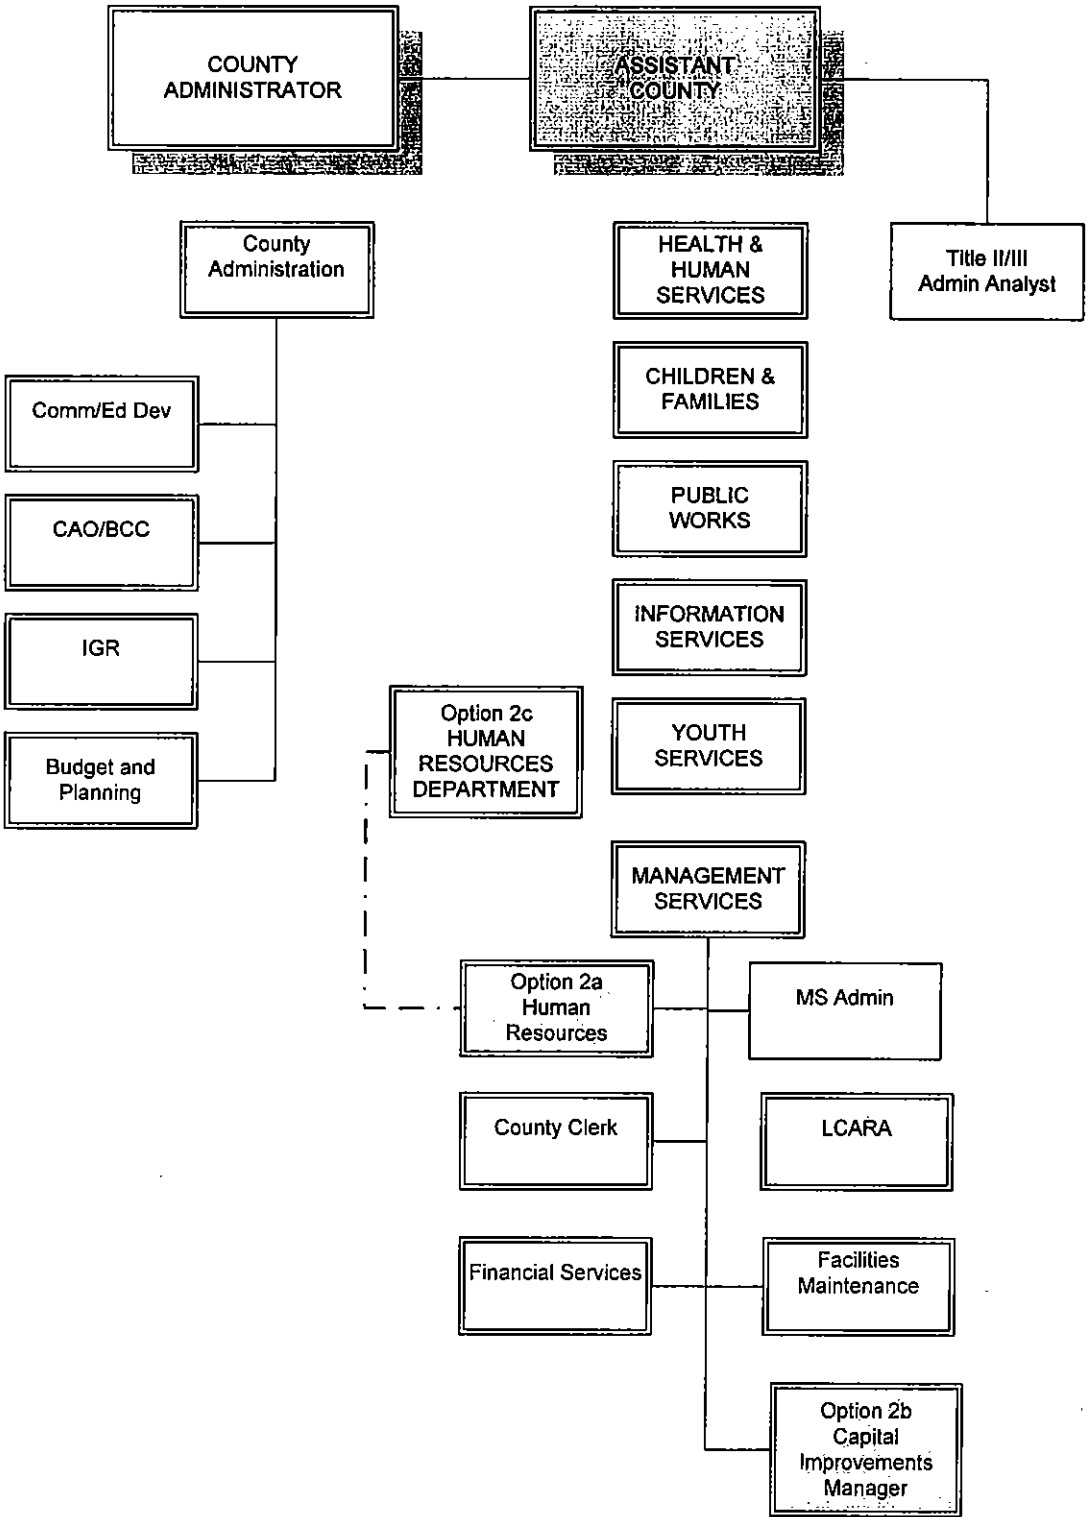 COUNTY
ADMINISTRATOR
ASSISTANT
COUNTY
County
Administration
HEALTH &
HUMAN
SERVICES
Title II/III
Admin Analyst
CHILDREN &
FAMILIES
Comm/Ed Dev
PUBLIC
WORKS
CAO/BCC
INFORMATION
SERVICES
IGR
Option 2c
HUMAN
RESOURCES
DEPARTMENT
YOUTH
SERVICES
Budget and
Planning
MANAGEMENT
SERVICES
Option 2a
Human
Resources
MS Admin
County Clerk
LCARA
Financial Services
Facilities
Maintenance
Option 2b
Capital
Improvements
Manager